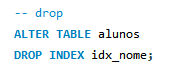 -- drop
ALTER TABLE alunos
DROP INDEX idx_nome;